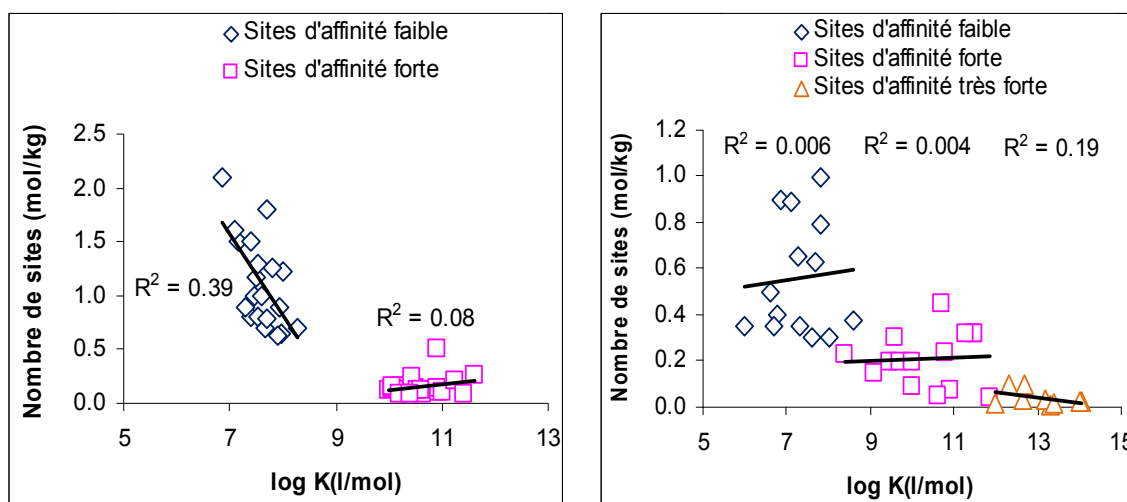 Sites d'affinité faible
Sites d'affinité forte
Nombre de sites (mol/kg)
2.5
2.0
1.5
1.0
0.5
0.0
R² = 0.39
R² = 0.08
5
7
9
11
13
log K(l/mol)
Sites d'affinité faible
Sites d'affinité forte
Sites d'affinité très forte
Nombre de sites (mol/kg)
1.2
1.0
0.8
0.6
0.4
0.2
0.0
R² = 0.006
R² = 0.004
R² = 0.19
5
7
9
11
13
15
log K(l/mol)